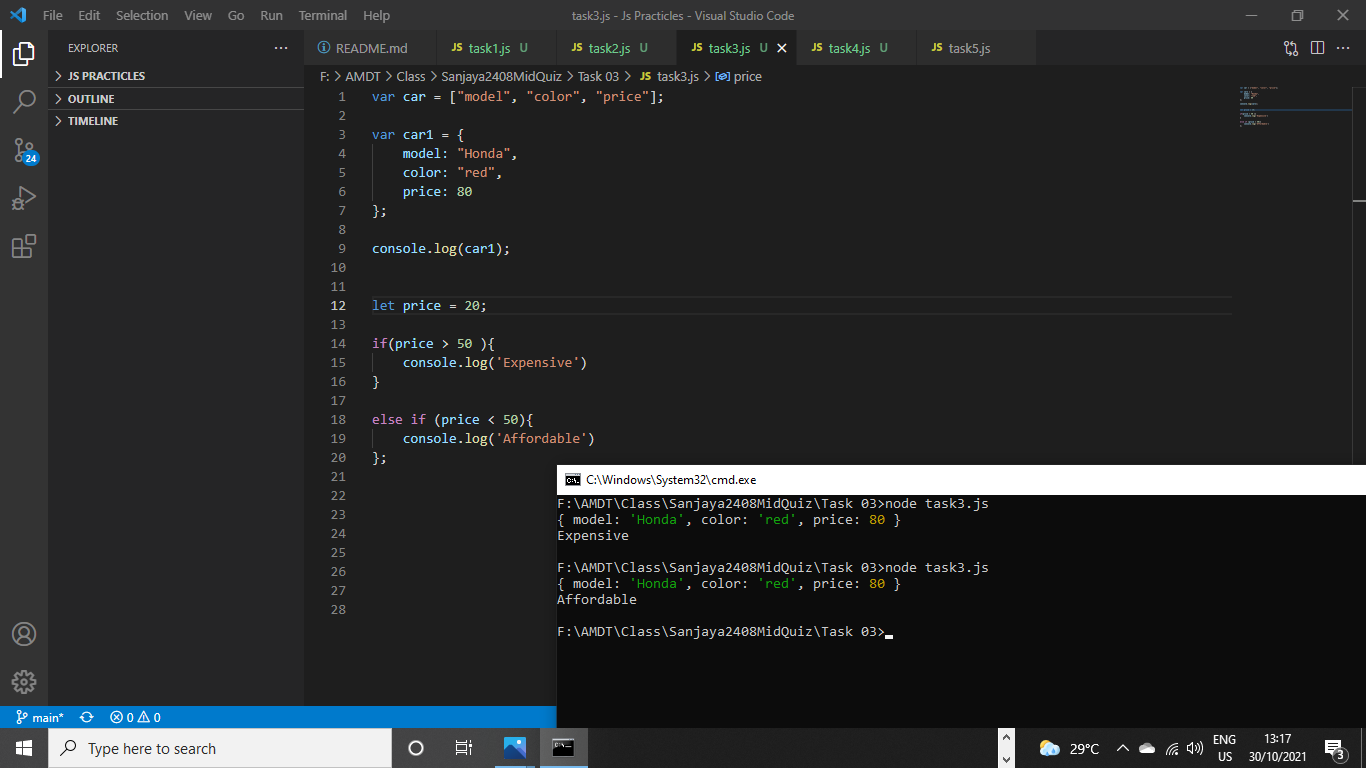 File Edit Selection View Go Run Terminal Help task3.js - Js Practicles - Visual Studio Code
EXPLORER
README.md JS task1.js U JS task2.js U JS task3.js U JS task4.js U JS task5.js
JS PRACTICLES
OUTLINE
TIMELINE
24
F: > AMDT > Class > Sanjaya2408MidQuiz > Task 03 > JS task3.js > price
1 var car = ["model", "color", "price"];
2
3 var car1 = {
4 model: "Honda",
5 color: "red",
6 price: 80
7 };
8
9 console.log(car1);
10
11
12 let price = 20;
13
14 if(price > 50 ){
15 console.log('Expensive')
16 }
17
18 else if (price < 50){
19 console.log('Affordable')
20 };
21
22
23
24
25
26
27
28
C:\Windows\System32\cmd.exe
F:\AMDT\Class\Sanjaya2408MidQuiz\Task 03>node task3.js
{ model: 'Honda', color: 'red', price: 80 }
Expensive
F:\AMDT\Class\Sanjaya2408MidQuiz\Task 03>node task3.js
{ model: 'Honda', color: 'red', price: 80 }
Affordable
F:\AMDT\Class\Sanjaya2408MidQuiz\Task 03>
main* 0 0
Type here to search
29°C
ENG
US
13:17
30/10/2021
3